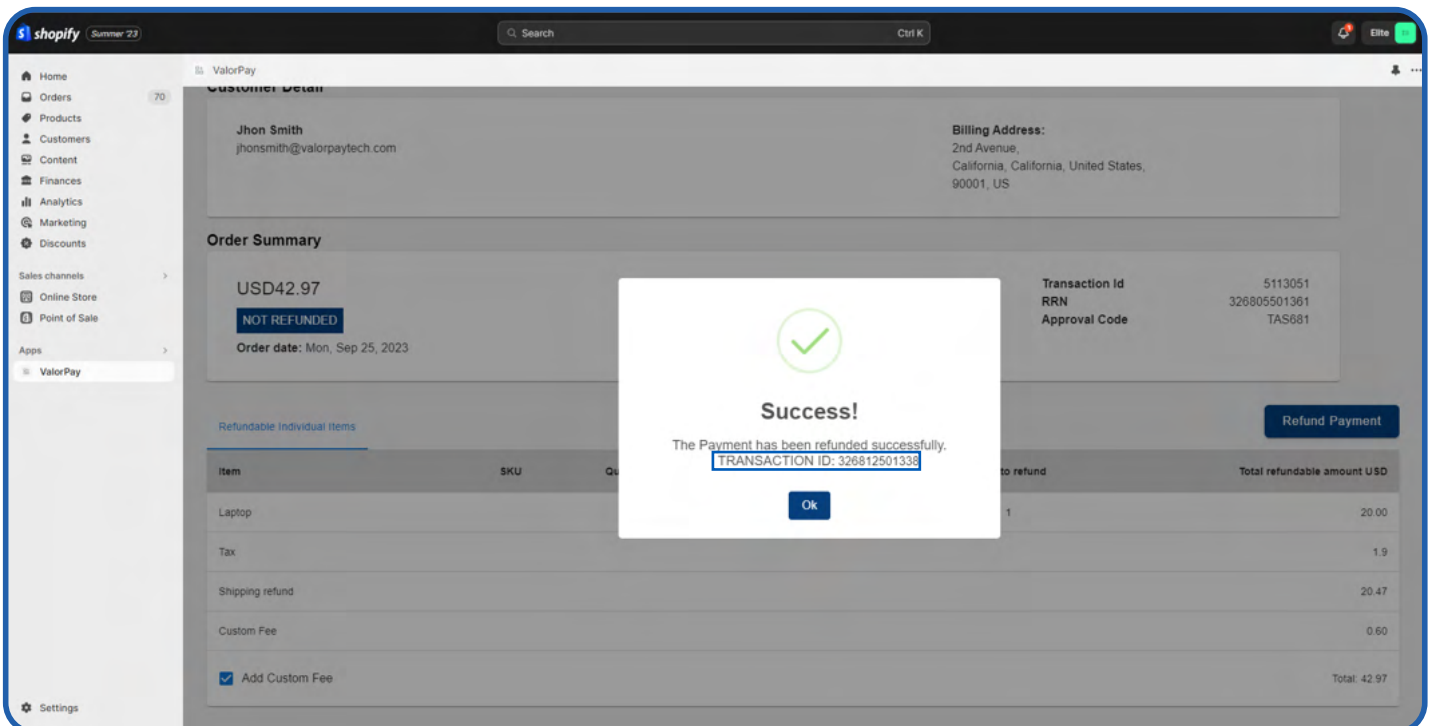 shopify Summer '23
Search Ctrl K
Elite
Home
Orders 70
Products
Customers
Content
Finances
Analytics
Marketing
Discounts
Sales channels
Online Store
Point of Sale
Apps
ValorPay
Settings
ValorPay
Customer Detail
Jhon Smith
jhonsmith@valorpaytech.com
Billing Address:
2nd Avenue,
California, California, United States,
90001, US
Order Summary
USD42.97
NOT REFUNDED
Order date: Mon, Sep 25, 2023
Transaction Id 5113051
RRN 326805501361
Approval Code TAS681
Success!
The Payment has been refunded successfully.
TRANSACTION ID: 326812501338
Ok
Refundable Individual Items
Refund Payment
Item SKU Qu to refund Total refundable amount USD
Laptop 1 20.00
Tax 1.9
Shipping refund 20.47
Custom Fee 0.60
Add Custom Fee Total: 42.97